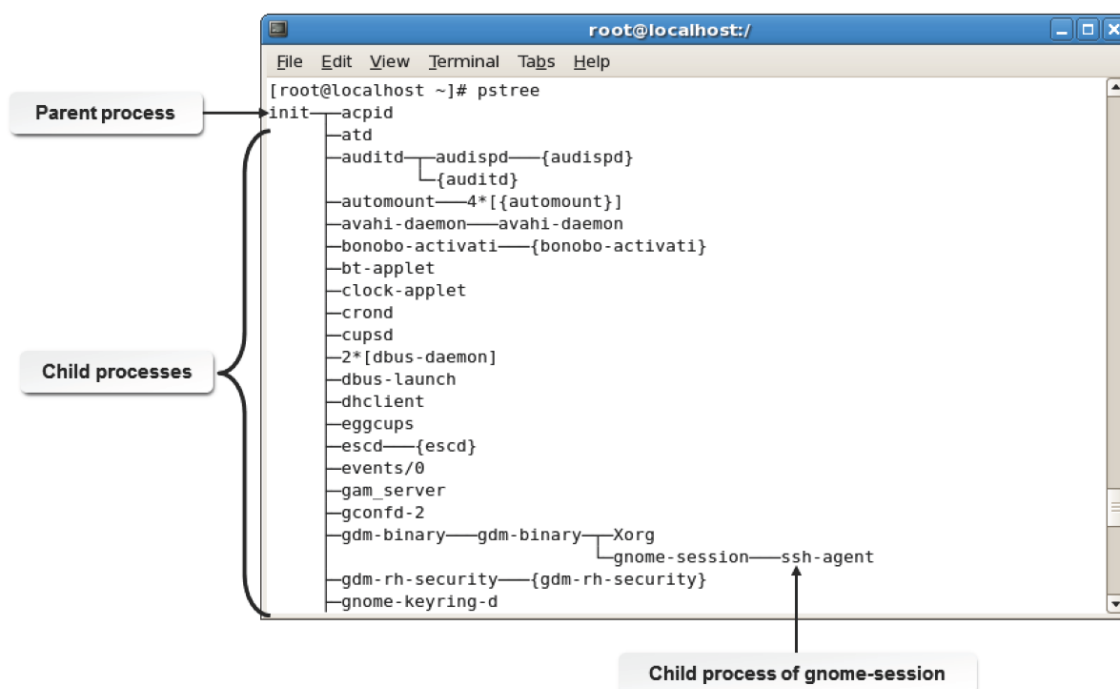 root@localhost:/
File Edit View Terminal Tabs Help
[root@localhost ~]# pstree
Parent process
init─┬─acpid
├─atd
├─auditd─┬─audispd───{audispd}
└─{auditd}
├─automount───4*[{automount}]
├─avahi-daemon───avahi-daemon
├─bonobo-activati───{bonobo-activati}
├─bt-applet
├─clock-applet
├─crond
├─cupsd
├─2*[dbus-daemon]
Child processes
├─dbus-launch
├─dhclient
├─eggcups
├─escd───{escd}
├─events/0
├─gam_server
├─gconfd-2
├─gdm-binary───gdm-binary─┬─Xorg
└─gnome-session───ssh-agent
├─gdm-rh-security───{gdm-rh-security}
├─gnome-keyring-d
Child process of gnome-session